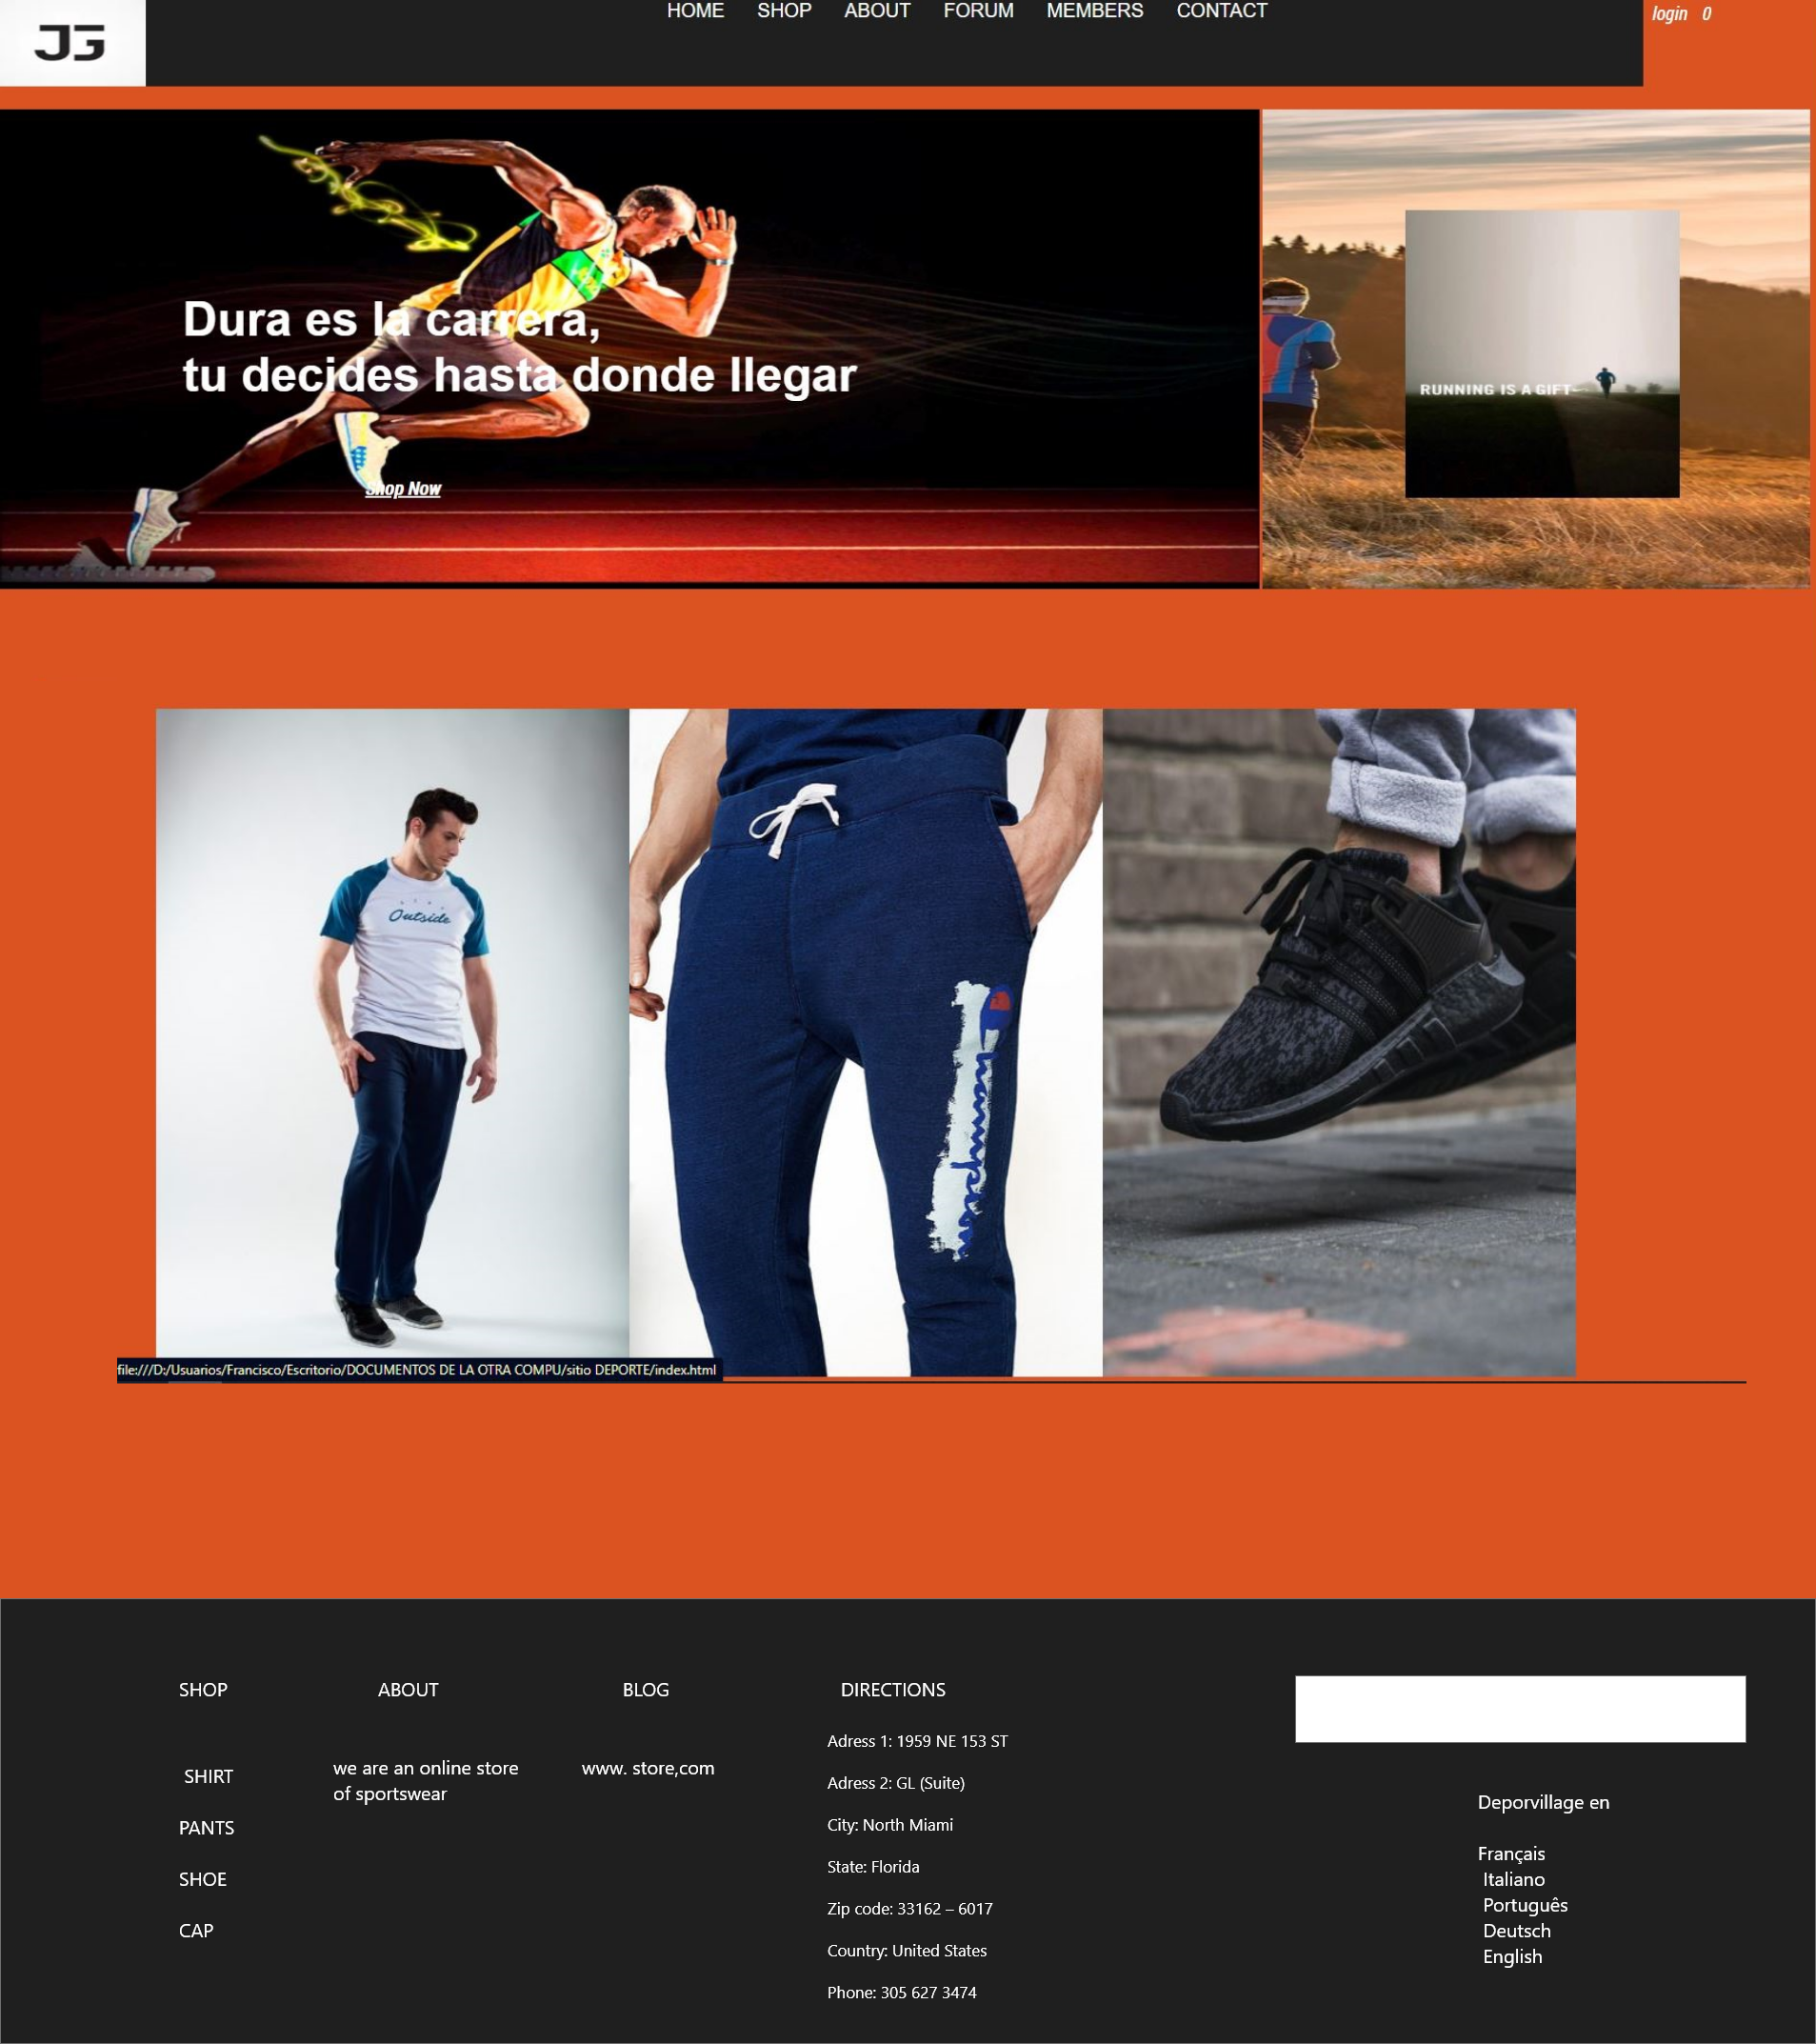 JG
HOME SHOP ABOUT FORUM MEMBERS CONTACT
login 0
Dura es la carrera,
tu decides hasta donde llegar
Shop Now
RUNNING IS A GIFT
Outside
Champion
file:///D:/Usuarios/Francisco/Escritorio/DOCUMENTOS DE LA OTRA COMPU/sitio DEPORTE/index.html
SHOP
SHIRT
PANTS
SHOE
CAP
ABOUT
we are an online store
of sportswear
BLOG
www. store,com
DIRECTIONS
Adress 1: 1959 NE 153 ST
Adress 2: GL (Suite)
City: North Miami
State: Florida
Zip code: 33162 – 6017
Country: United States
Phone: 305 627 3474
Deporvillage en
Français
Italiano
Português
Deutsch
English